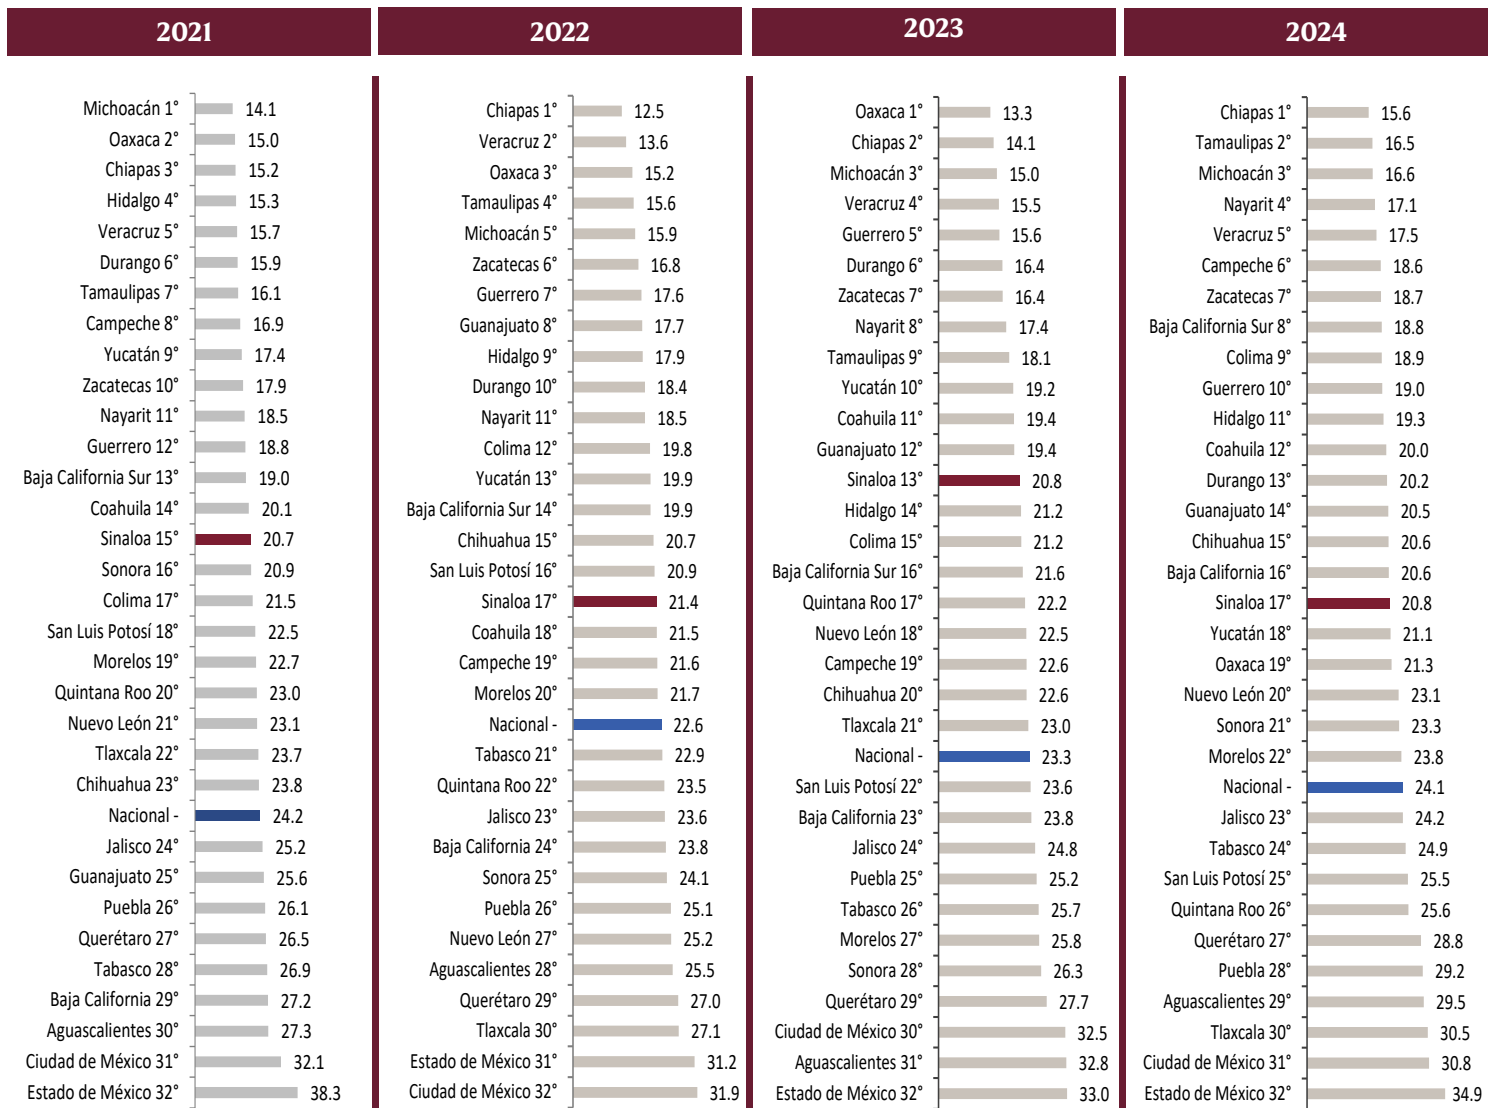 2021
Michoacán 1° 14.1
Oaxaca 2° 15.0
Chiapas 3° 15.2
Hidalgo 4° 15.3
Veracruz 5° 15.7
Durango 6° 15.9
Tamaulipas 7° 16.1
Campeche 8° 16.9
Yucatán 9° 17.4
Zacatecas 10° 17.9
Nayarit 11° 18.5
Guerrero 12° 18.8
Baja California Sur 13° 19.0
Coahuila 14° 20.1
Sinaloa 15° 20.7
Sonora 16° 20.9
Colima 17° 21.5
San Luis Potosí 18° 22.5
Morelos 19° 22.7
Quintana Roo 20° 23.0
Nuevo León 21° 23.1
Tlaxcala 22° 23.7
Chihuahua 23° 23.8
Nacional - 24.2
Jalisco 24° 25.2
Guanajuato 25° 25.6
Puebla 26° 26.1
Querétaro 27° 26.5
Tabasco 28° 26.9
Baja California 29° 27.2
Aguascalientes 30° 27.3
Ciudad de México 31° 32.1
Estado de México 32° 38.3
2022
Chiapas 1° 12.5
Veracruz 2° 13.6
Oaxaca 3° 15.2
Tamaulipas 4° 15.6
Michoacán 5° 15.9
Zacatecas 6° 16.8
Guerrero 7° 17.6
Guanajuato 8° 17.7
Hidalgo 9° 17.9
Durango 10° 18.4
Nayarit 11° 18.5
Colima 12° 19.8
Yucatán 13° 19.9
Baja California Sur 14° 19.9
Chihuahua 15° 20.7
San Luis Potosí 16° 20.9
Sinaloa 17° 21.4
Coahuila 18° 21.5
Campeche 19° 21.6
Morelos 20° 21.7
Nacional - 22.6
Tabasco 21° 22.9
Quintana Roo 22° 23.5
Jalisco 23° 23.6
Baja California 24° 23.8
Sonora 25° 24.1
Puebla 26° 25.1
Nuevo León 27° 25.2
Aguascalientes 28° 25.5
Querétaro 29° 27.0
Tlaxcala 30° 27.1
Estado de México 31° 31.2
Ciudad de México 32° 31.9
2023
Oaxaca 1° 13.3
Chiapas 2° 14.1
Michoacán 3° 15.0
Veracruz 4° 15.5
Guerrero 5° 15.6
Durango 6° 16.4
Zacatecas 7° 16.4
Nayarit 8° 17.4
Tamaulipas 9° 18.1
Yucatán 10° 19.2
Coahuila 11° 19.4
Guanajuato 12° 19.4
Sinaloa 13° 20.8
Hidalgo 14° 21.2
Colima 15° 21.2
Baja California Sur 16° 21.6
Quintana Roo 17° 22.2
Nuevo León 18° 22.5
Campeche 19° 22.6
Chihuahua 20° 22.6
Tlaxcala 21° 23.0
Nacional - 23.3
San Luis Potosí 22° 23.6
Baja California 23° 23.8
Jalisco 24° 24.8
Puebla 25° 25.2
Tabasco 26° 25.7
Morelos 27° 25.8
Sonora 28° 26.3
Querétaro 29° 27.7
Ciudad de México 30° 32.5
Aguascalientes 31° 32.8
Estado de México 32° 33.0
2024
Chiapas 1° 15.6
Tamaulipas 2° 16.5
Michoacán 3° 16.6
Nayarit 4° 17.1
Veracruz 5° 17.5
Campeche 6° 18.6
Zacatecas 7° 18.7
Baja California Sur 8° 18.8
Colima 9° 18.9
Guerrero 10° 19.0
Hidalgo 11° 19.3
Coahuila 12° 20.0
Durango 13° 20.2
Guanajuato 14° 20.5
Chihuahua 15° 20.6
Baja California 16° 20.6
Sinaloa 17° 20.8
Yucatán 18° 21.1
Oaxaca 19° 21.3
Nuevo León 20° 23.1
Sonora 21° 23.3
Morelos 22° 23.8
Nacional - 24.1
Jalisco 23° 24.2
Tabasco 24° 24.9
San Luis Potosí 25° 25.5
Quintana Roo 26° 25.6
Querétaro 27° 28.8
Puebla 28° 29.2
Aguascalientes 29° 29.5
Tlaxcala 30° 30.5
Ciudad de México 31° 30.8
Estado de México 32° 34.9